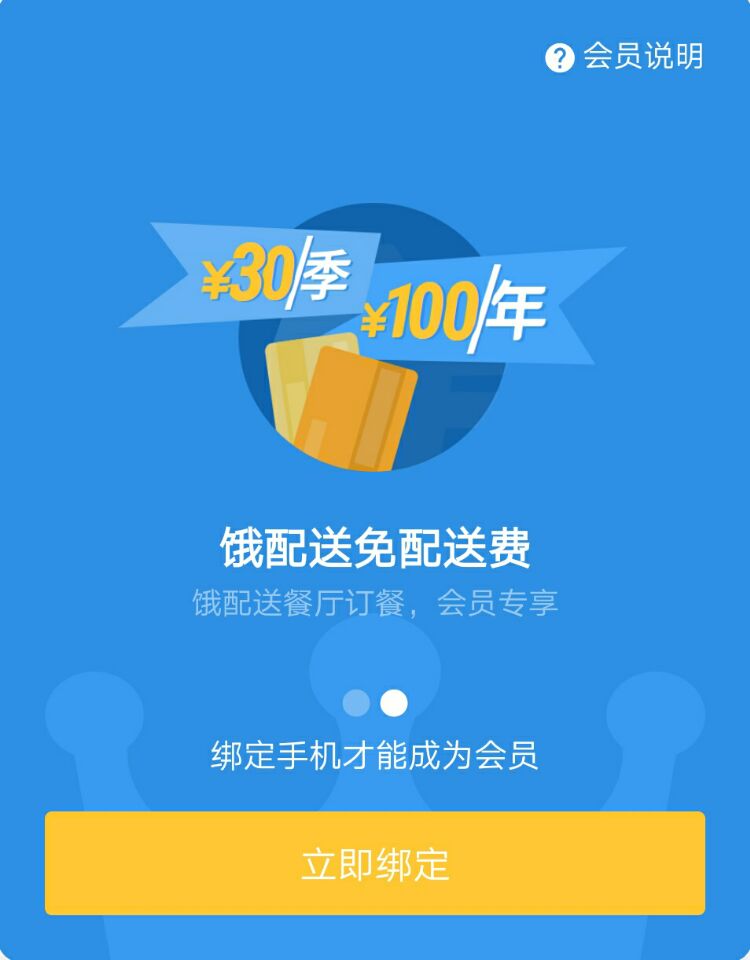 会员说明
¥30/季
¥100/年
饿配送免配送费
饿配送餐厅订餐，会员专享
绑定手机才能成为会员
立即绑定